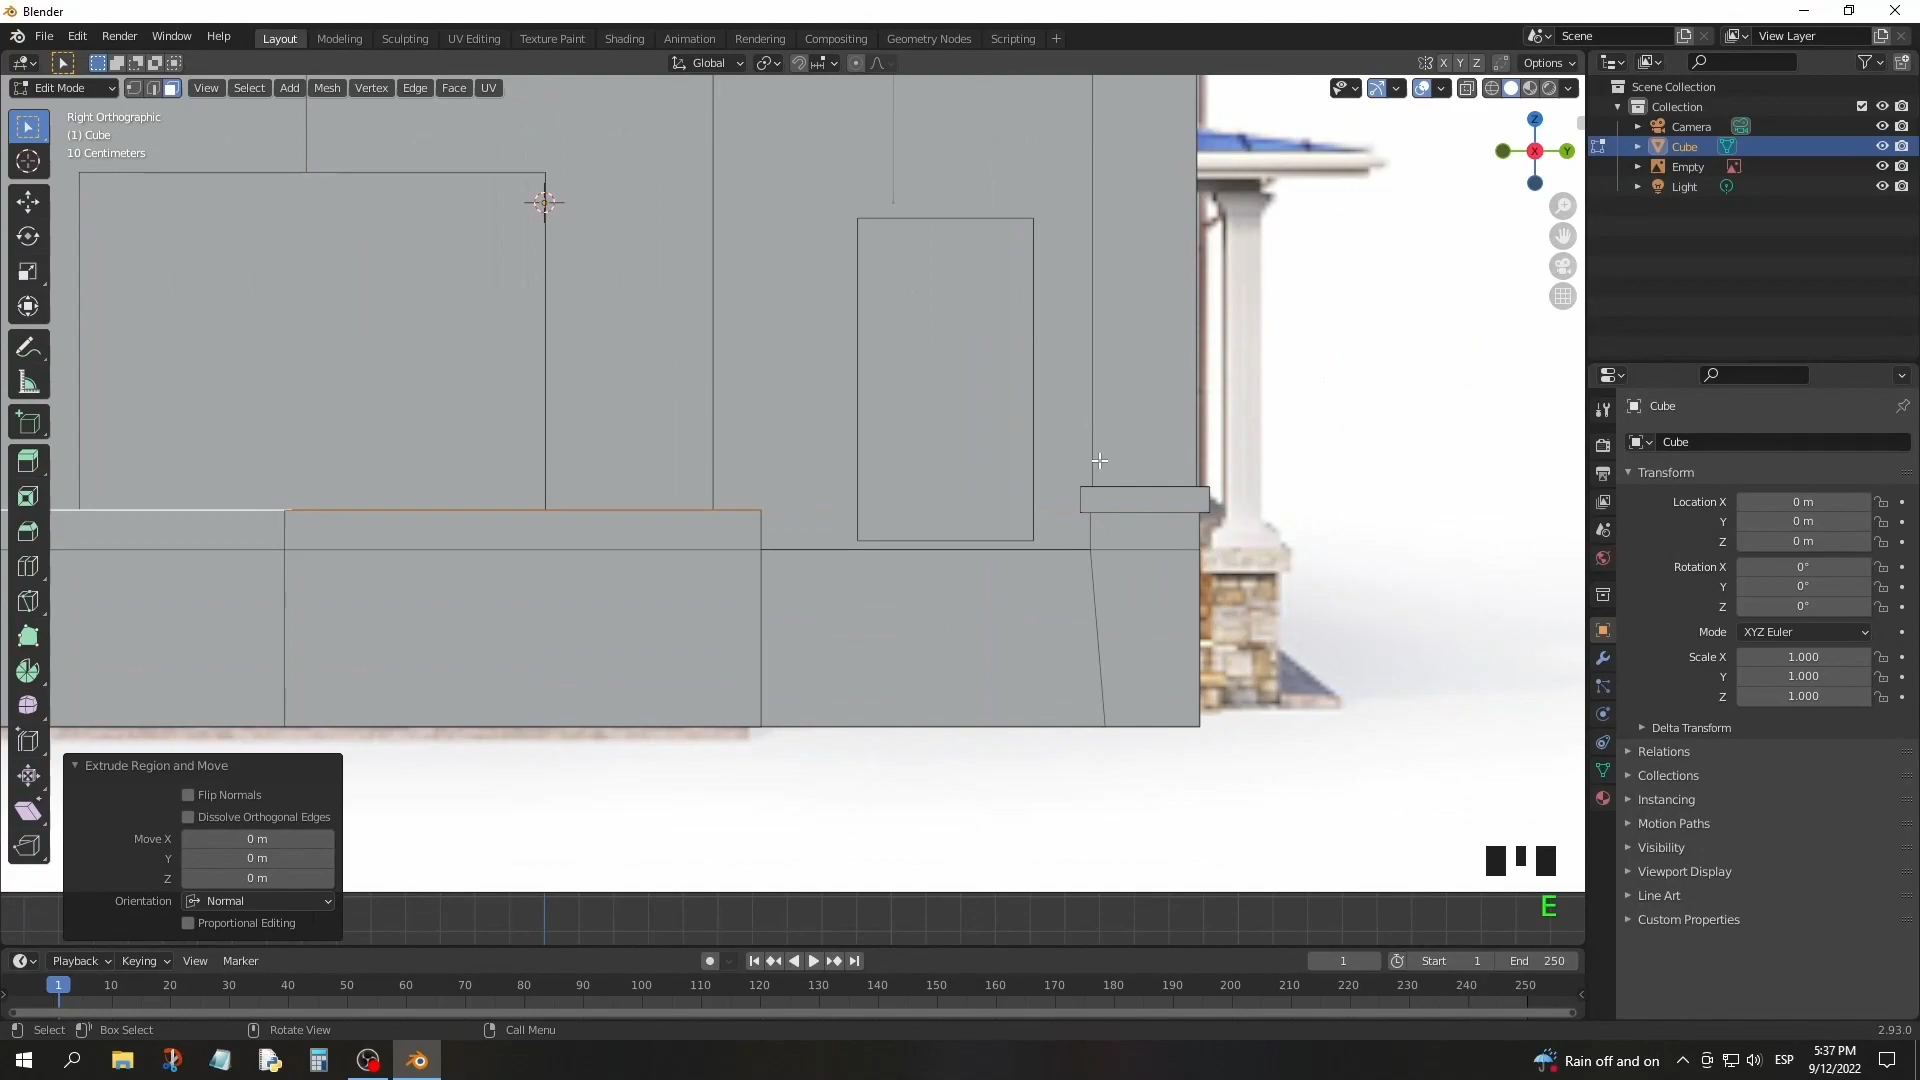 Blender
File Edit Render Window Help Layout Modeling Sculpting UV Editing Texture Paint Shading Animation Rendering Compositing Geometry Nodes Scripting + Scene View Layer
Global X Y Z Options
Edit Mode View Select Add Mesh Vertex Edge Face UV
Right Orthographic
(1) Cube
10 Centimeters
Z
X Y
Scene Collection
Collection
Camera
Cube
Empty
Light
Cube
Cube
Transform
Location X 0 m
Y 0 m
Z 0 m
Rotation X 0°
Y 0°
Z 0°
Mode XYZ Euler
Scale X 1.000
Y 1.000
Z 1.000
Delta Transform
Relations
Collections
Instancing
Motion Paths
Visibility
Viewport Display
Line Art
Custom Properties
Extrude Region and Move
Flip Normals
Dissolve Orthogonal Edges
Move X 0 m
Y 0 m
Z 0 m
Orientation Normal
Proportional Editing
E
Playback Keying View Marker 1 Start 1 End 250
1 10 20 30 40 50 60 70 80 90 100 110 120 130 140 150 160 170 180 190 200 210 220 230 240 250
Select Box Select Rotate View Call Menu 2.93.0
Rain off and on ESP 5:37 PM
9/12/2022